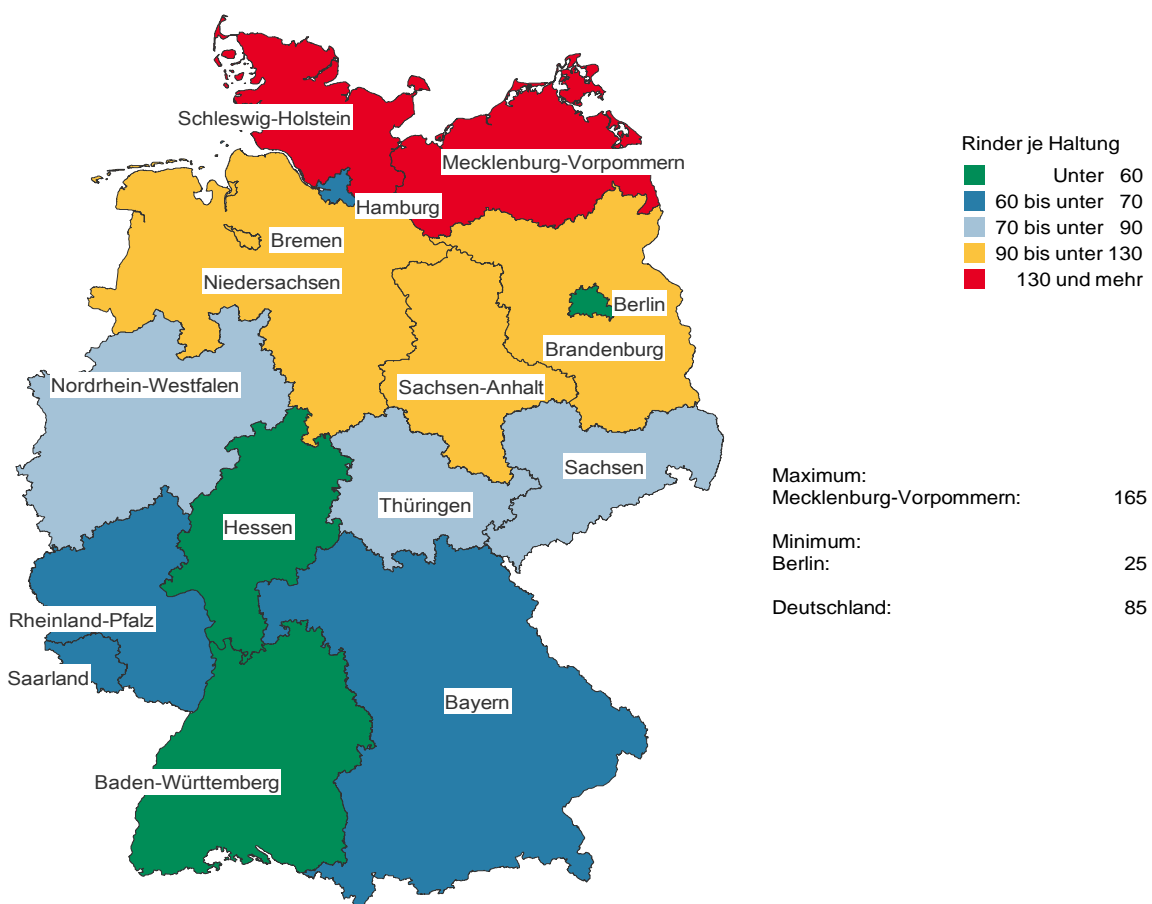 Schleswig-Holstein
Mecklenburg-Vorpommern
Hamburg
Bremen
Niedersachsen
Berlin
Brandenburg
Nordrhein-Westfalen
Sachsen-Anhalt
Sachsen
Thüringen
Hessen
Rheinland-Pfalz
Saarland
Bayern
Baden-Württemberg
Rinder je Haltung
Unter 60
60 bis unter 70
70 bis unter 90
90 bis unter 130
130 und mehr
Maximum:
Mecklenburg-Vorpommern: 165
Minimum:
Berlin: 25
Deutschland: 85